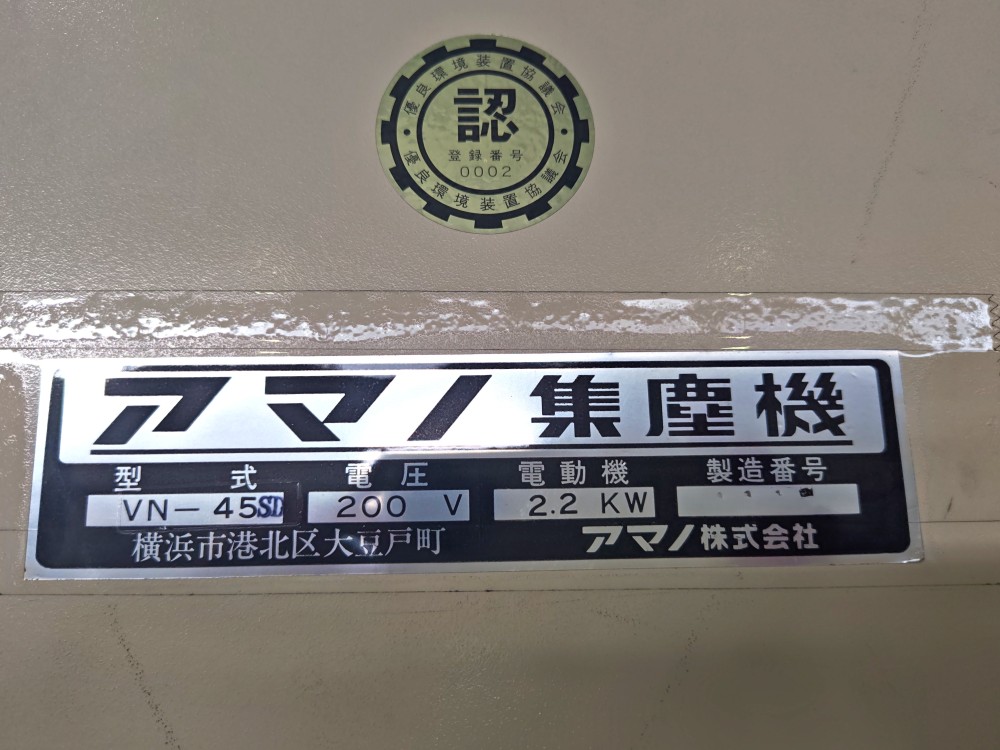 優良環境装置協議会
認
登録番号
0002
優良環境装置協議会
アマノ集塵機
型式 電圧 電動機 製造番号
VN-45SD 200 V 2.2 KW
横浜市港北区大豆戸町 アマノ株式会社